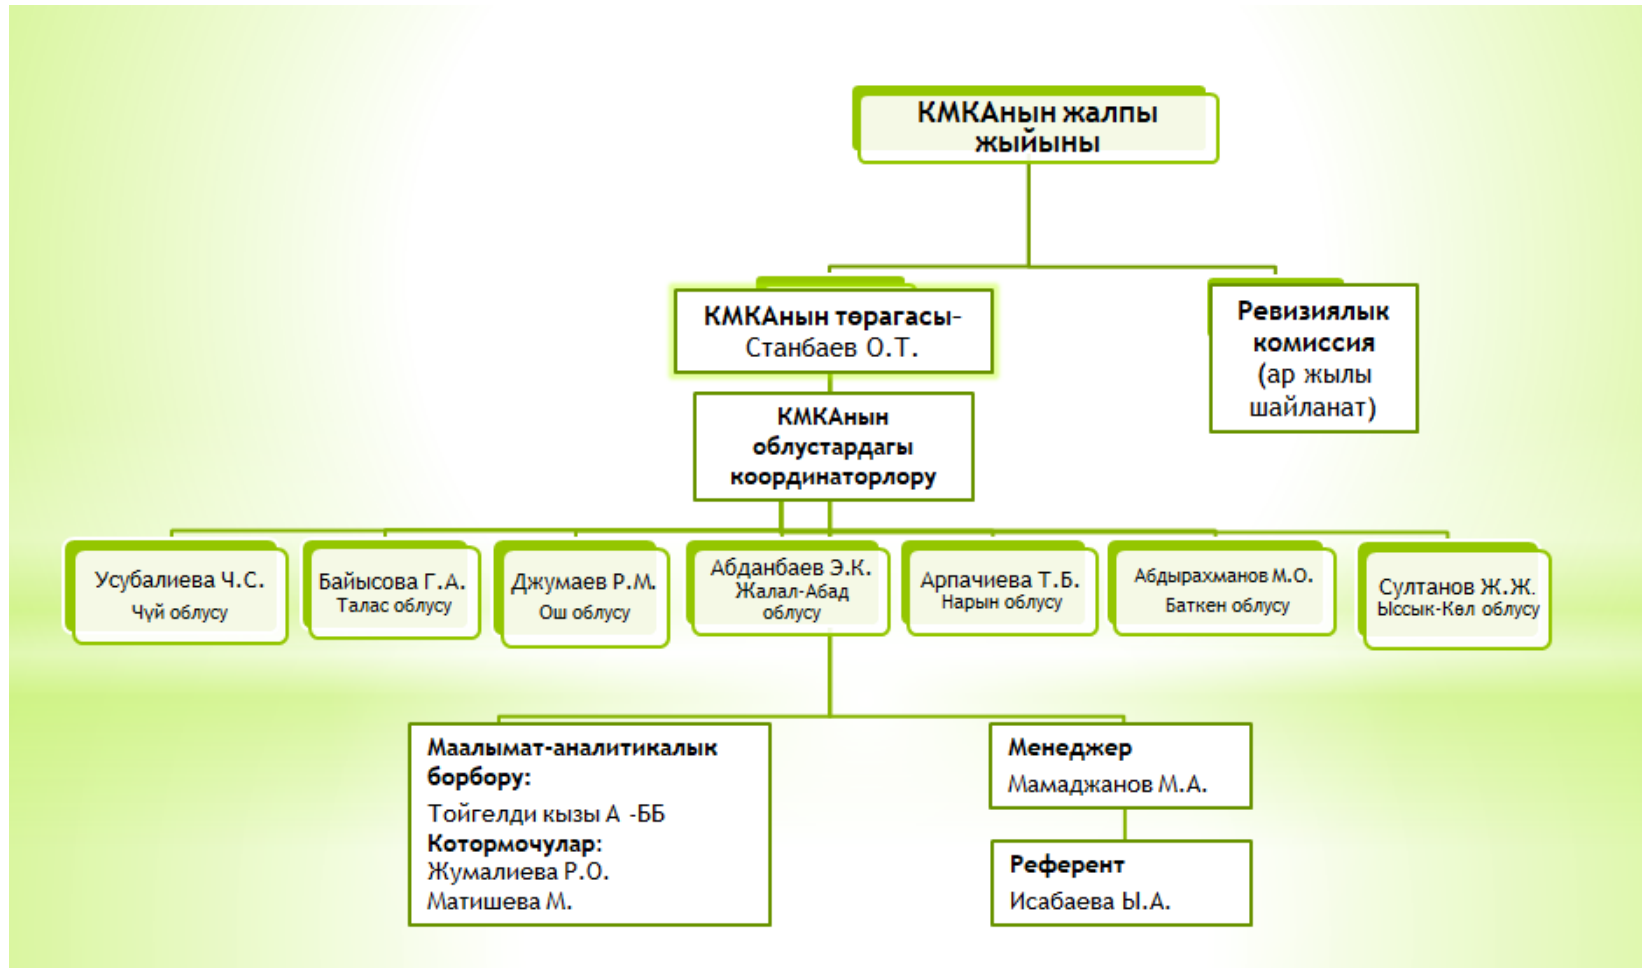 КМКАнын жалпы
жыйыны
КМКАнын төрагасы-
Станбаев О.Т.
Ревизиялык
комиссия
(ар жылы
шайланат)
КМКАнын
облустардагы
координаторлору
Усубалиева Ч.С.
Чүй облусу
Байысова Г.А.
Талас облусу
Джумаев Р.М.
Ош облусу
Абданбаев Э.К.
Жалал-Абад
облусу
Арпачиева Т.Б.
Нарын облусу
Абдырахманов М.О.
Баткен облусу
Султанов Ж.Ж.
Ыссык-Көл облусу
Маалымат-аналитикалык
борбору:
Тойгелди кызы А -ББ
Котормочулар:
Жумалиева Р.О.
Матишева М.
Менеджер
Мамаджанов М.А.
Референт
Исабаева Ы.А.